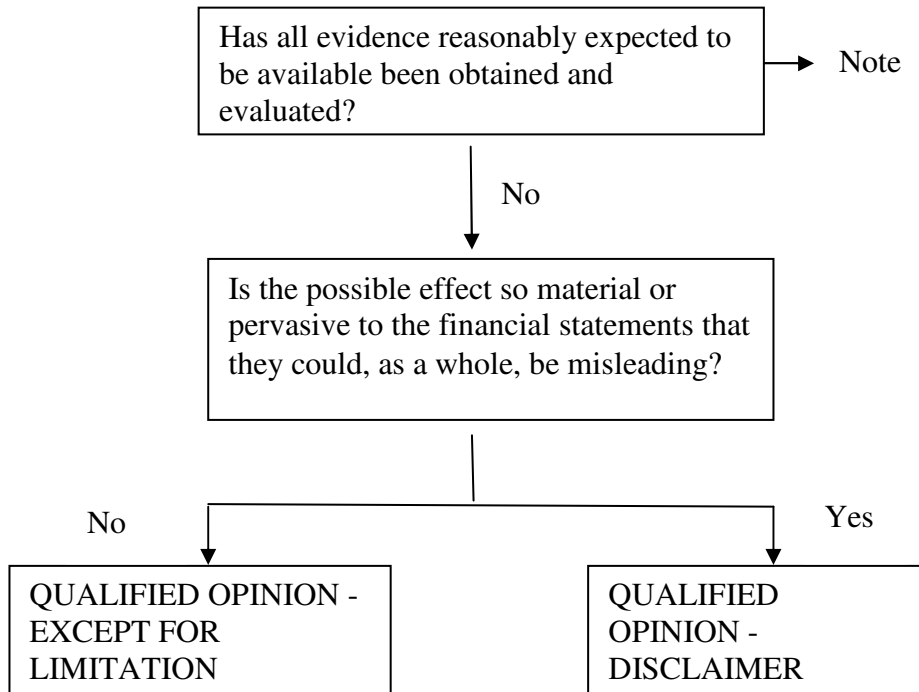 Has all evidence reasonably expected to
be available been obtained and
evaluated?
Note
No
Is the possible effect so material or
pervasive to the financial statements that
they could, as a whole, be misleading?
No
Yes
QUALIFIED OPINION -
EXCEPT FOR
LIMITATION
QUALIFIED
OPINION -
DISCLAIMER